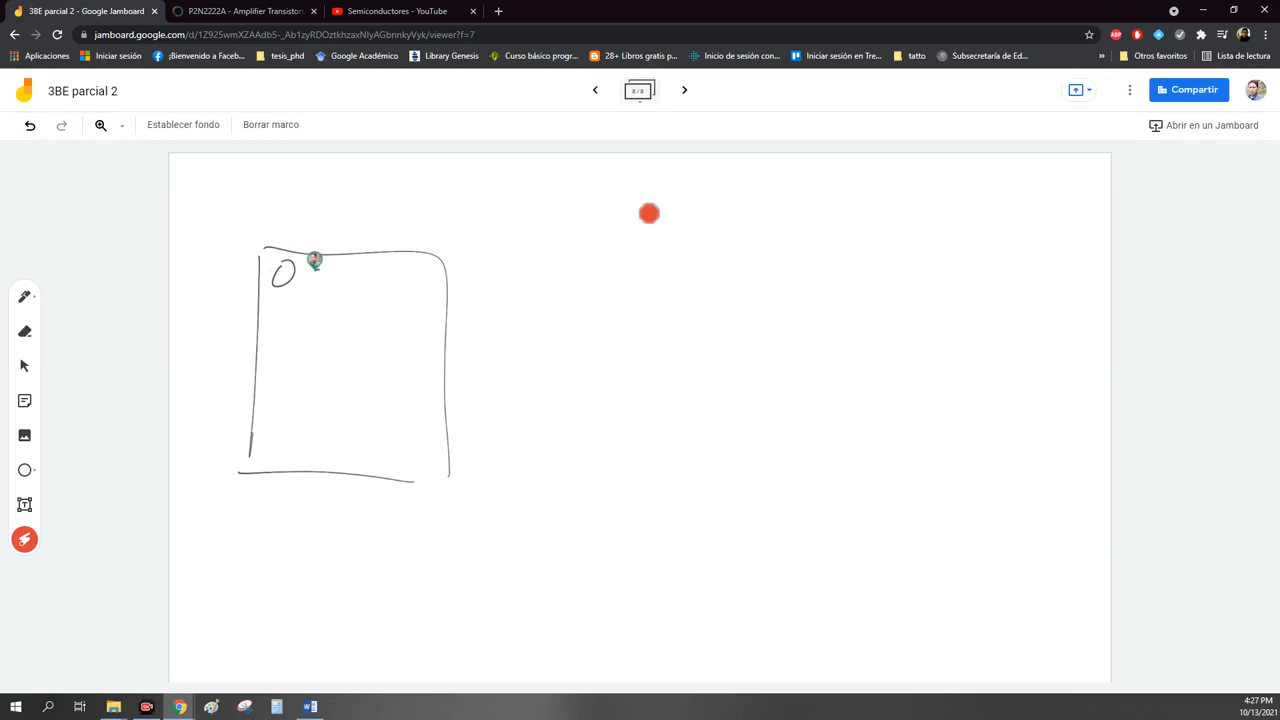 3BE parcial 2 - Google Jamboard
P2N2222A - Amplifier Transistors
Semiconductores - YouTube
jamboard.google.com/d/1Z925wmXZAAdb5-_Ab1zyRDOztkhzaxNIyAGbnnkyVyk/viewer?f=7
ABP
Aplicaciones
Iniciar sesión
¡Bienvenido a Faceb...
tesis_phd
Google Académico
Library Genesis
Curso básico progr...
28+ Libros gratis p...
Inicio de sesión con...
Iniciar sesión en Tre...
tatto
Subsecretaría de Ed...
»
Otros favoritos
Lista de lectura
3BE parcial 2
Compartir
Establecer fondo
Borrar marco
Abrir en un Jamboard
O
4:27 PM
10/13/2021